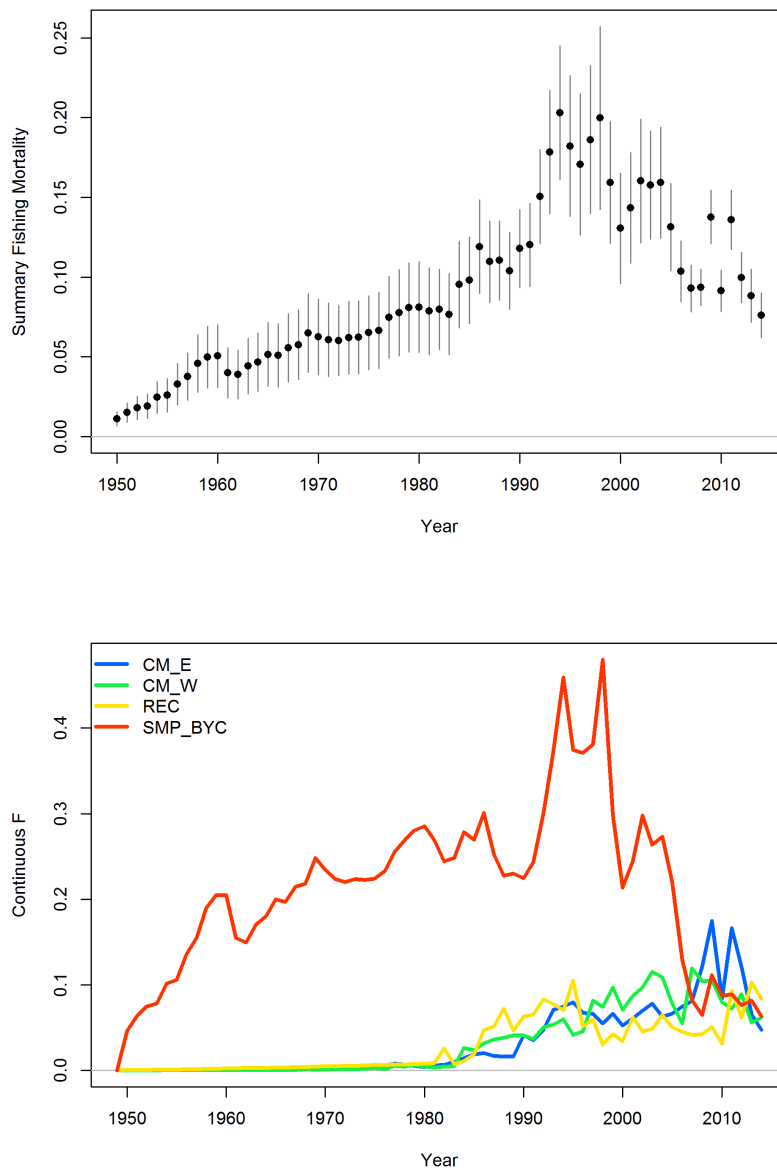 0.25
0.20
0.15
0.10
0.05
0.00
Summary Fishing Mortality
1950 1960 1970 1980 1990 2000 2010
Year
CM_E
CM_W
REC
SMP_BYC
0.4
0.3
0.2
0.1
0.0
Continuous F
1950 1960 1970 1980 1990 2000 2010
Year